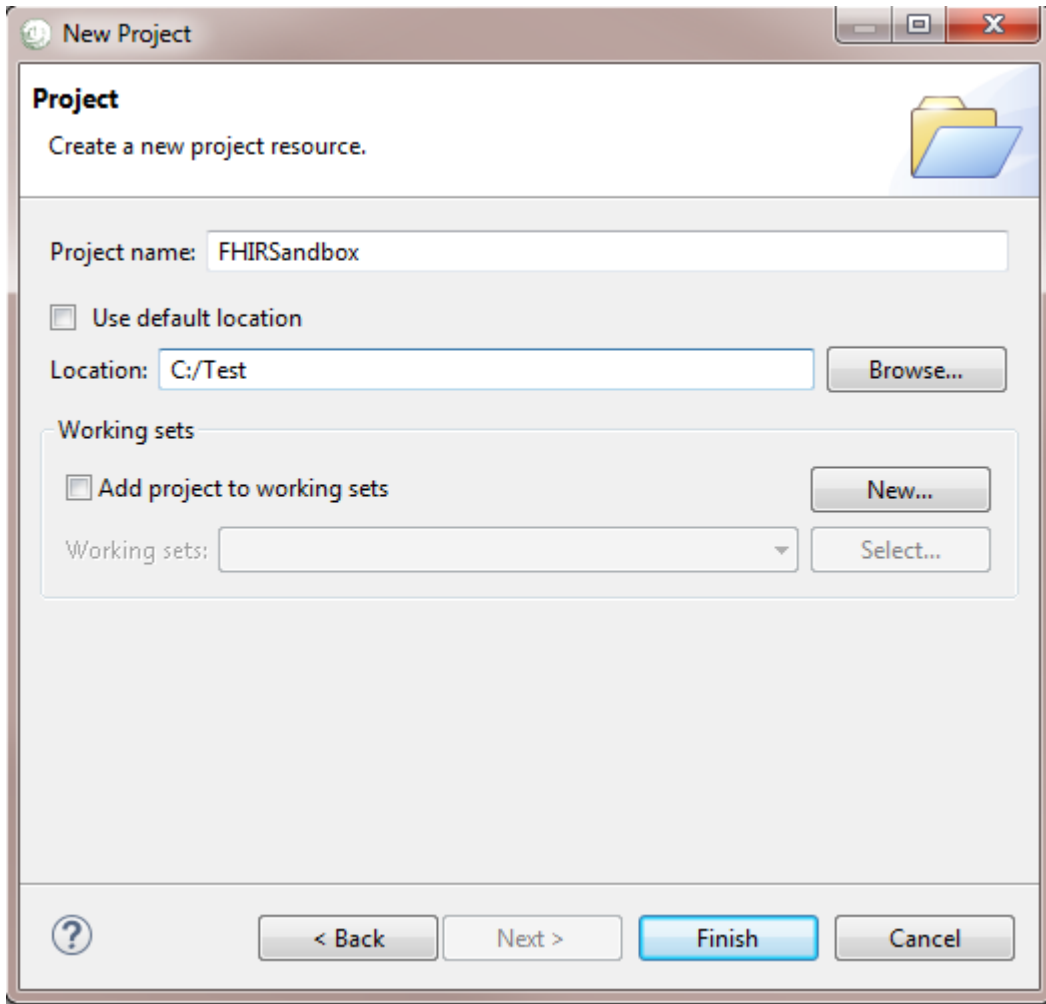 New Project
Project
Create a new project resource.
Project name: FHIRSandbox
Use default location
Location: C:/Test Browse...
Working sets
Add project to working sets New...
Working sets: Select...
? < Back Next > Finish Cancel